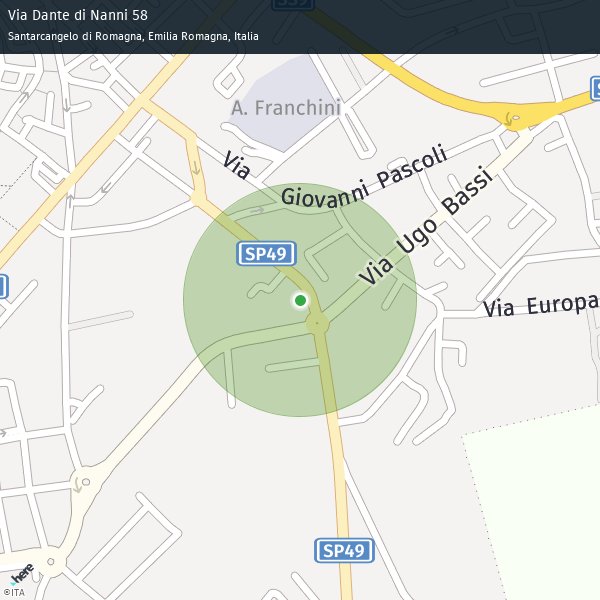 Via Dante di Nanni 58
Santarcangelo di Romagna, Emilia Romagna, Italia
A. Franchini
Via Giovanni Pascoli
Via Ugo Bassi
SP49
Via Europa
SP49
here
©ITA